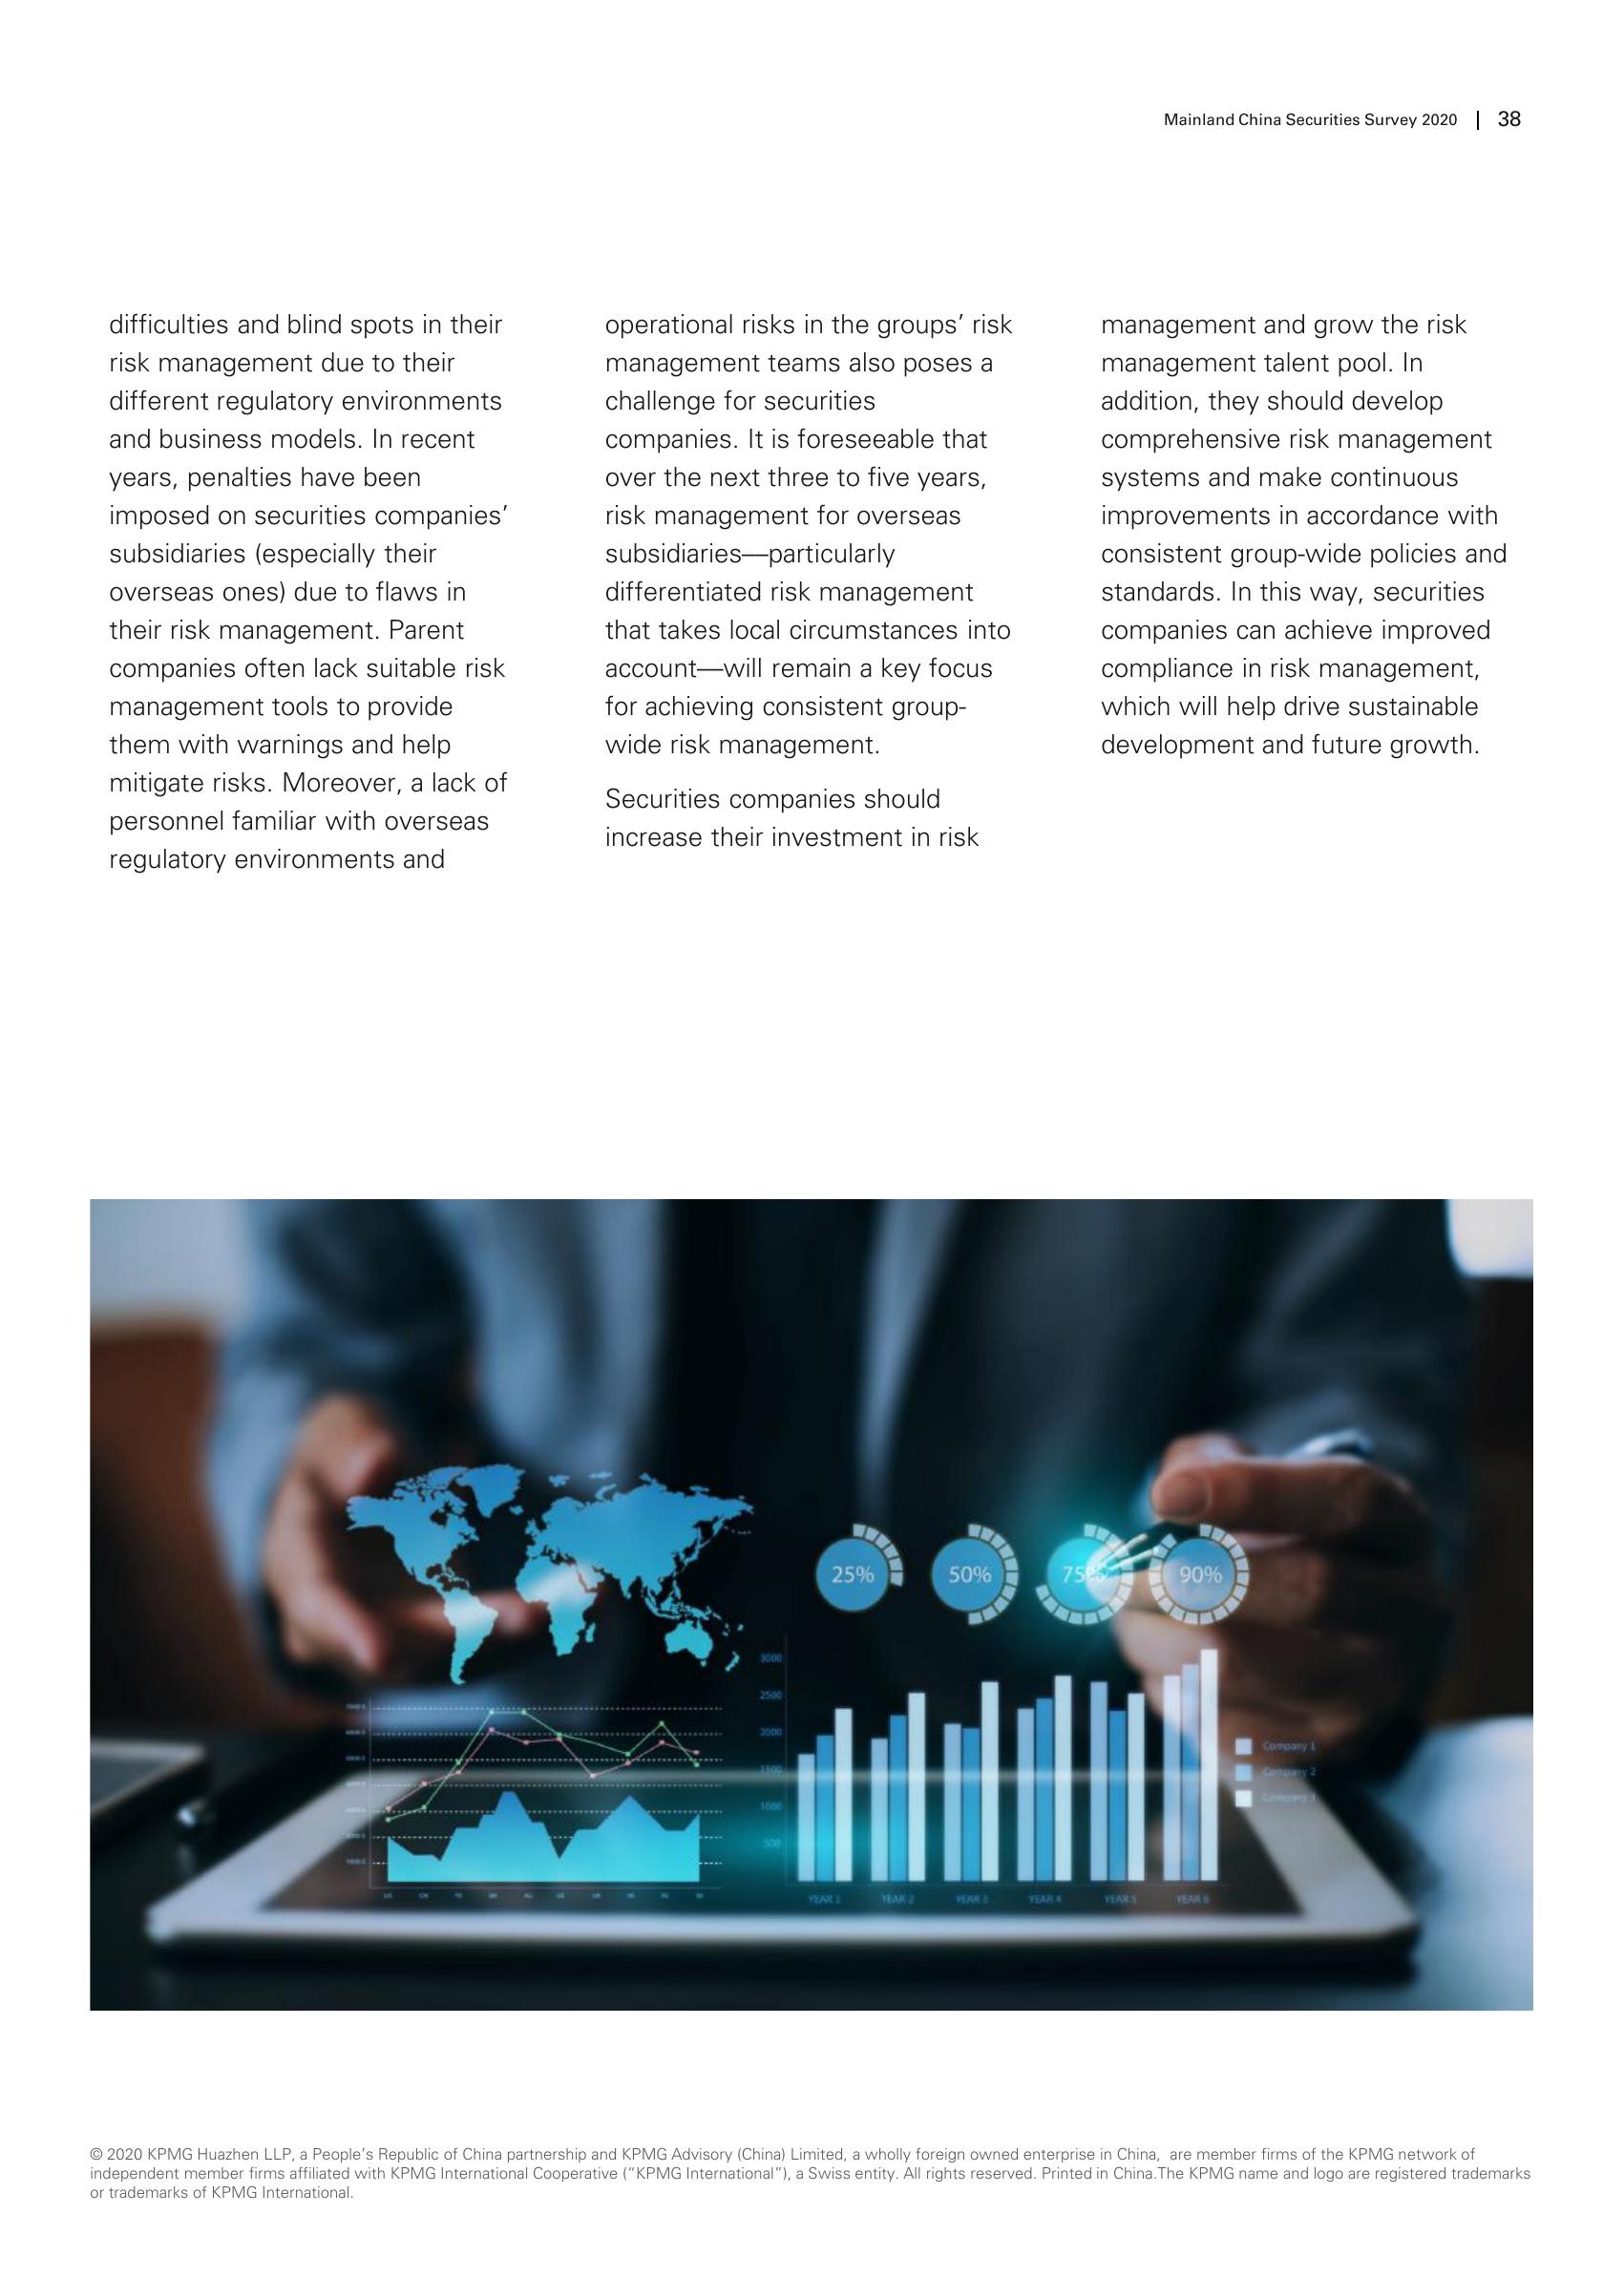 Mainland China Securities Survey 2020 | 38
difficulties and blind spots in their
risk management due to their
different regulatory environments
and business models. In recent
years, penalties have been
imposed on securities companies’
subsidiaries (especially their
overseas ones) due to flaws in
their risk management. Parent
companies often lack suitable risk
management tools to provide
them with warnings and help
mitigate risks. Moreover, a lack of
personnel familiar with overseas
regulatory environments and
operational risks in the groups’ risk
management teams also poses a
challenge for securities
companies. It is foreseeable that
over the next three to five years,
risk management for overseas
subsidiaries—particularly
differentiated risk management
that takes local circumstances into
account—will remain a key focus
for achieving consistent group-
wide risk management.
Securities companies should
increase their investment in risk
management and grow the risk
management talent pool. In
addition, they should develop
comprehensive risk management
systems and make continuous
improvements in accordance with
consistent group-wide policies and
standards. In this way, securities
companies can achieve improved
compliance in risk management,
which will help drive sustainable
development and future growth.
25% 50% 75% 90%
3000
2500
2000
1500
1000
500
Company 1
Company 2
Company 3
YEAR 1 YEAR 2 YEAR 3 YEAR 4 YEAR 5 YEAR 6
© 2020 KPMG Huazhen LLP, a People’s Republic of China partnership and KPMG Advisory (China) Limited, a wholly foreign owned enterprise in China, are member firms of the KPMG network of
independent member firms affiliated with KPMG International Cooperative (“KPMG International”), a Swiss entity. All rights reserved. Printed in China.The KPMG name and logo are registered trademarks
or trademarks of KPMG International.